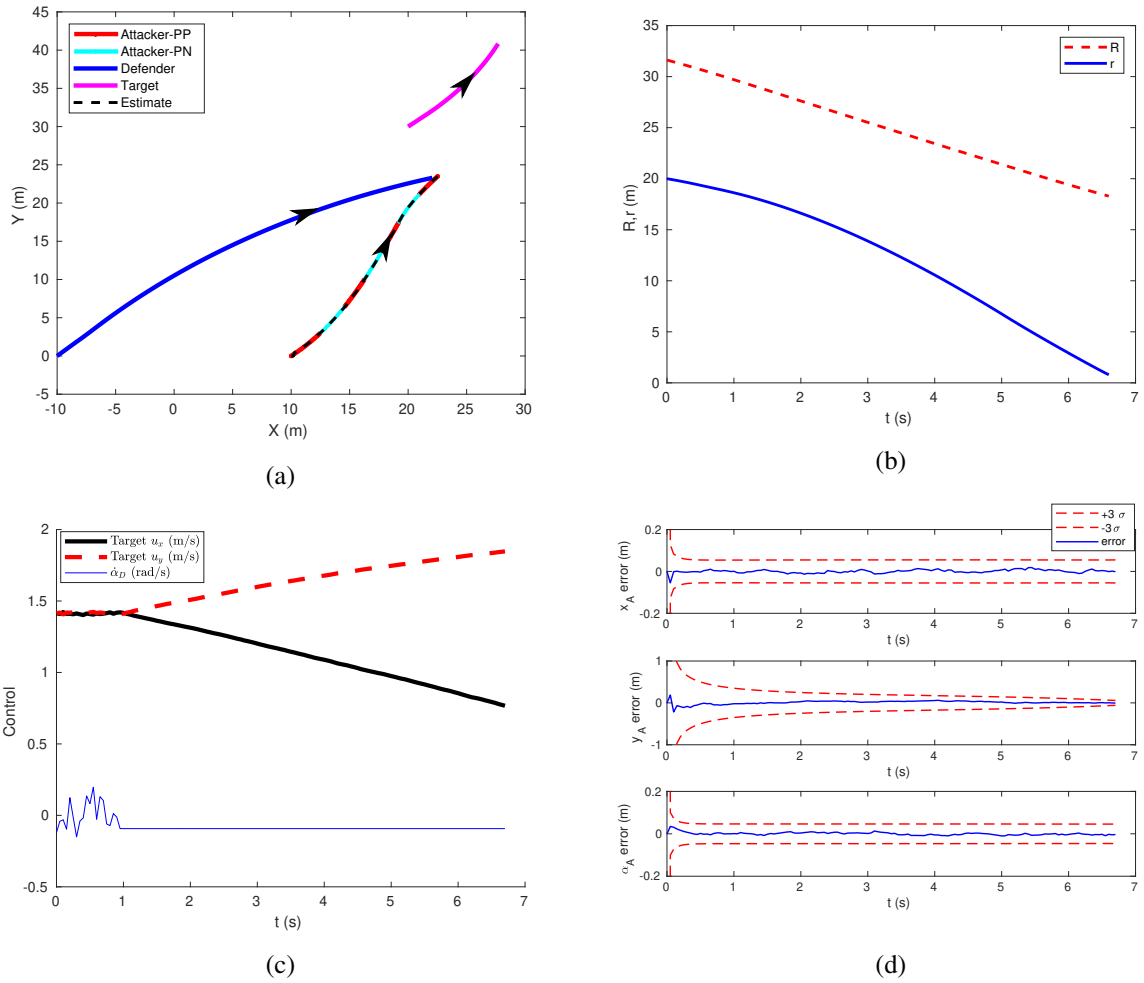 Attacker-PP
Attacker-PN
Defender
Target
Estimate
45
40
35
30
25
20
15
10
5
0
-5
-10
-5
0
5
10
15
20
25
30
Y (m)
X (m)
(a)
R
r
35
30
25
20
15
10
5
0
0
1
2
3
4
5
6
7
R,r (m)
t (s)
(b)
Target u_x (m/s)
Target u_y (m/s)
α̇_D (rad/s)
2
1.5
1
0.5
0
-0.5
0
1
2
3
4
5
6
7
Control
t (s)
(c)
+3 σ
-3 σ
error
0.2
0
-0.2
0
1
2
3
4
5
6
7
x_A error (m)
t (s)
1
0
-1
0
1
2
3
4
5
6
7
y_A error (m)
t (s)
0.2
0
-0.2
0
1
2
3
4
5
6
7
α_A error (m)
t (s)
(d)